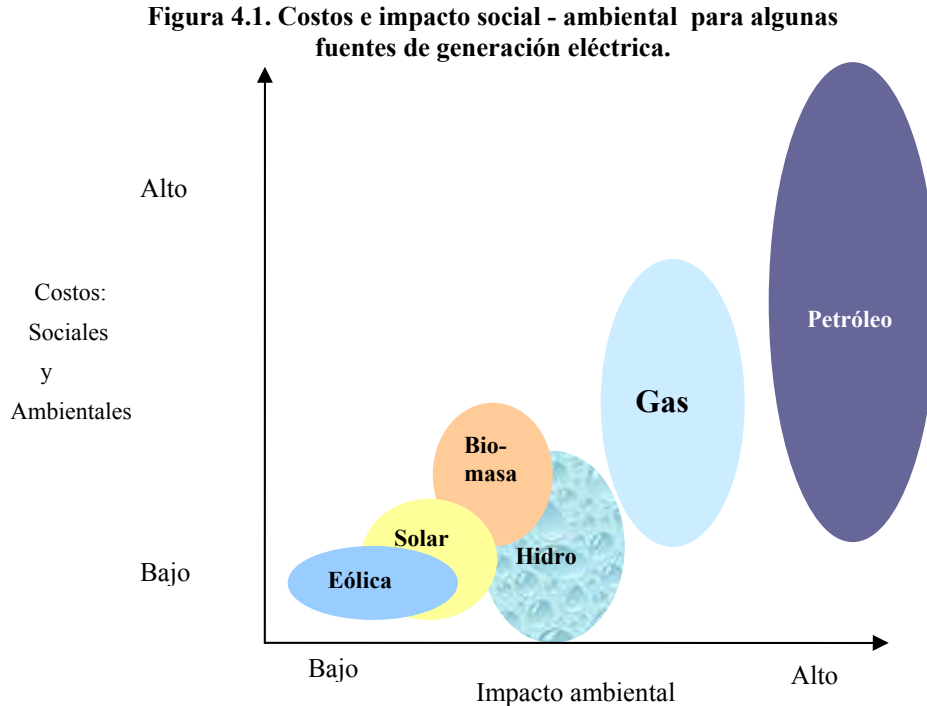 Figura 4.1. Costos e impacto social - ambiental para algunas
fuentes de generación eléctrica.
Alto
Costos:
Sociales
y
Ambientales
Bajo
Petróleo
Gas
Bio-
masa
Solar
Hidro
Eólica
Bajo
Alto
Impacto ambiental